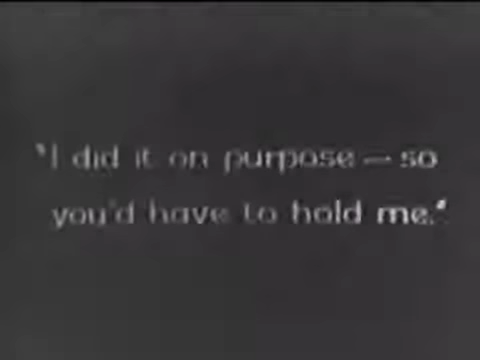 "I did it on purpose — so
you'd have to hold me."